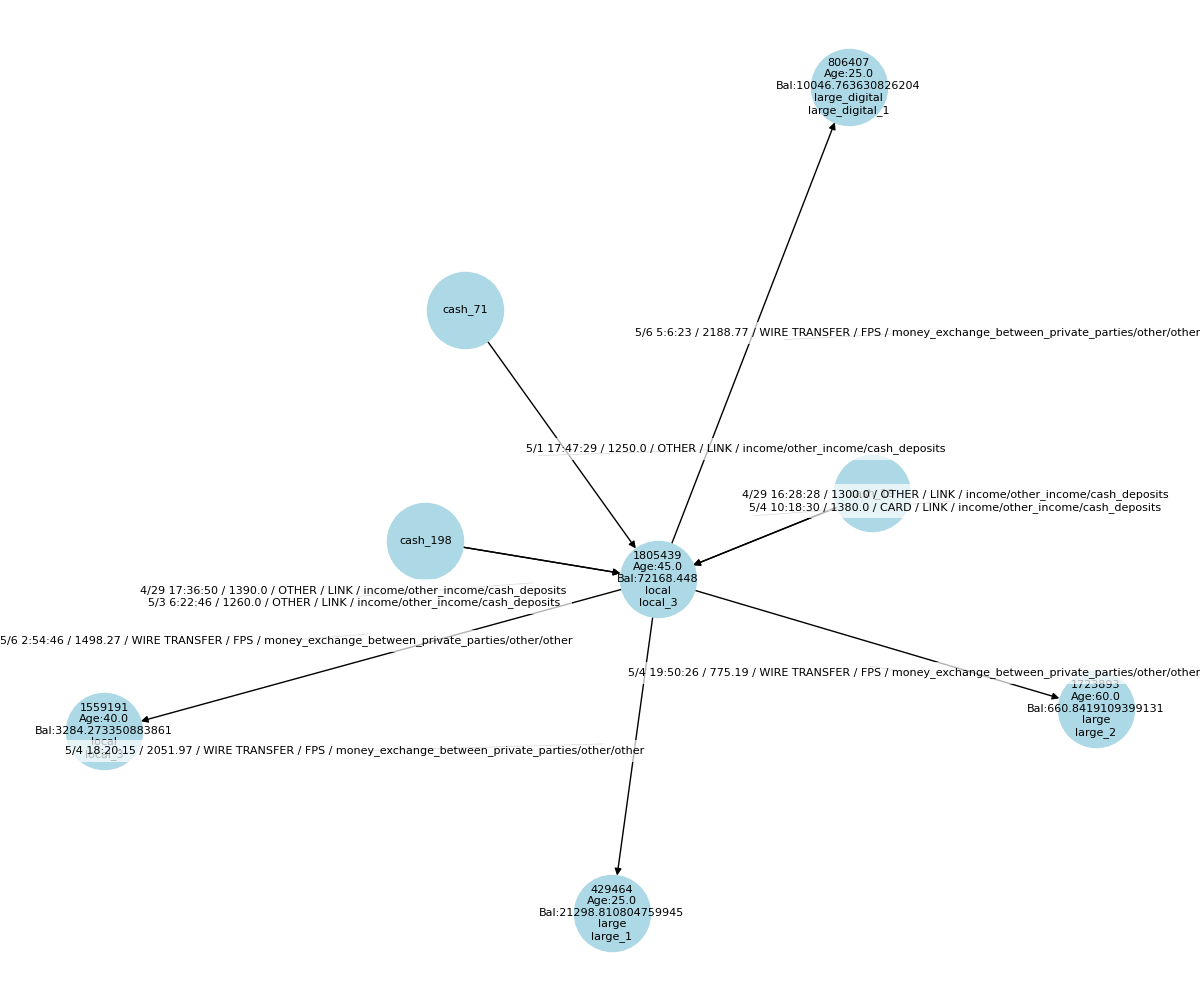 806407
Age:25.0
Bal:10046.763630826204
large_digital
large_digital_1
cash_71
5/6 5:6:23 / 2188.77 / WIRE TRANSFER / FPS / money_exchange_between_private_parties/other/other
5/1 17:47:29 / 1250.0 / OTHER / LINK / income/other_income/cash_deposits
4/29 16:28:28 / 1300.0 / OTHER / LINK / income/other_income/cash_deposits
5/4 10:18:30 / 1380.0 / CARD / LINK / income/other_income/cash_deposits
cash_198
1805439
Age:45.0
Bal:72168.448
local
local_3
4/29 17:36:50 / 1390.0 / OTHER / LINK / income/other_income/cash_deposits
5/3 6:22:46 / 1260.0 / OTHER / LINK / income/other_income/cash_deposits
5/6 2:54:46 / 1498.27 / WIRE TRANSFER / FPS / money_exchange_between_private_parties/other/other
5/4 19:50:26 / 775.19 / WIRE TRANSFER / FPS / money_exchange_between_private_parties/other/other
1723893
Age:60.0
Bal:660.8419109399131
large
large_2
1559191
Age:40.0
Bal:3284.273350883861
local
local_3
5/4 18:20:15 / 2051.97 / WIRE TRANSFER / FPS / money_exchange_between_private_parties/other/other
429464
Age:25.0
Bal:21298.810804759945
large
large_1